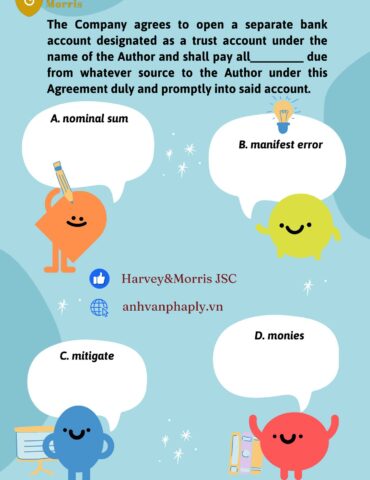 Morris
The Company agrees to open a separate bank
account designated as a trust account under the
name of the Author and shall pay all________ due
from whatever source to the Author under this
Agreement duly and promptly into said account.
A. nominal sum
B. manifest error
Harvey&Morris JSC
anhvanphaply.vn
C. mitigate
D. monies